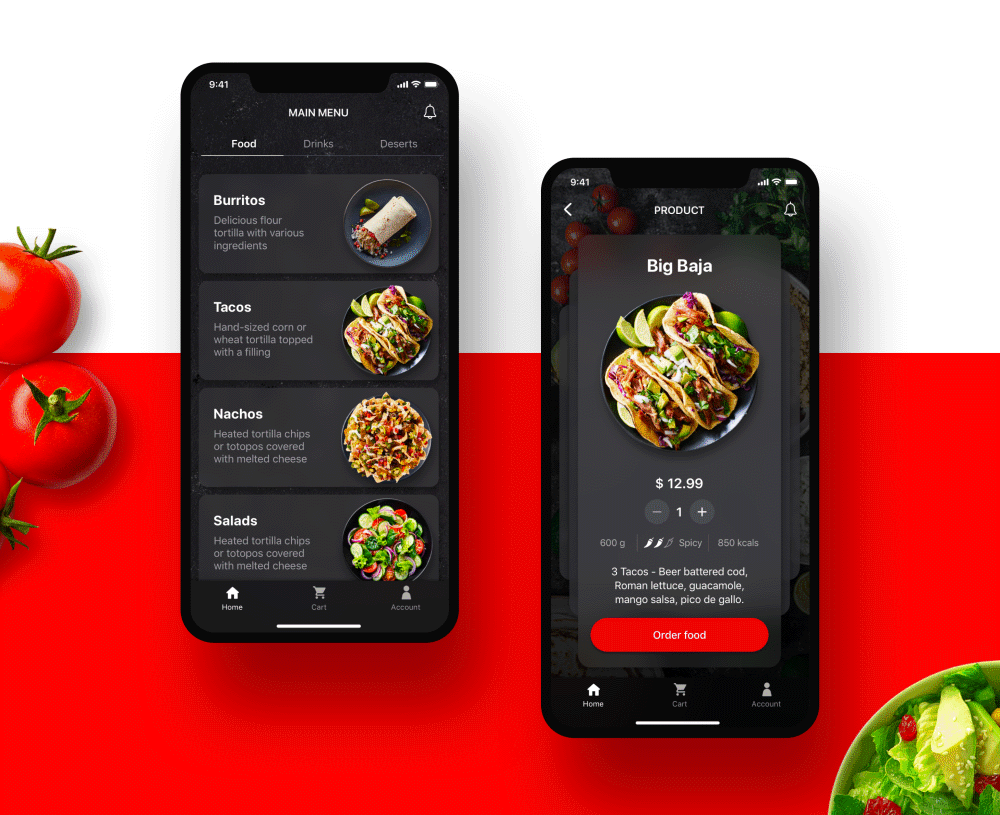 9:41
MAIN MENU
Food Drinks Deserts
Burritos
Delicious flour
tortilla with various
ingredients
Tacos
Hand-sized corn or
wheat tortilla topped
with a filling
Nachos
Heated tortilla chips
or totopos covered
with melted cheese
Salads
Heated tortilla chips
or totopos covered
with melted cheese
Home Cart Account
9:41
PRODUCT
Big Baja
$ 12.99
1
600 g Spicy 850 kcals
3 Tacos - Beer battered cod,
Roman lettuce, guacamole,
mango salsa, pico de gallo.
Order food
Home Cart Account